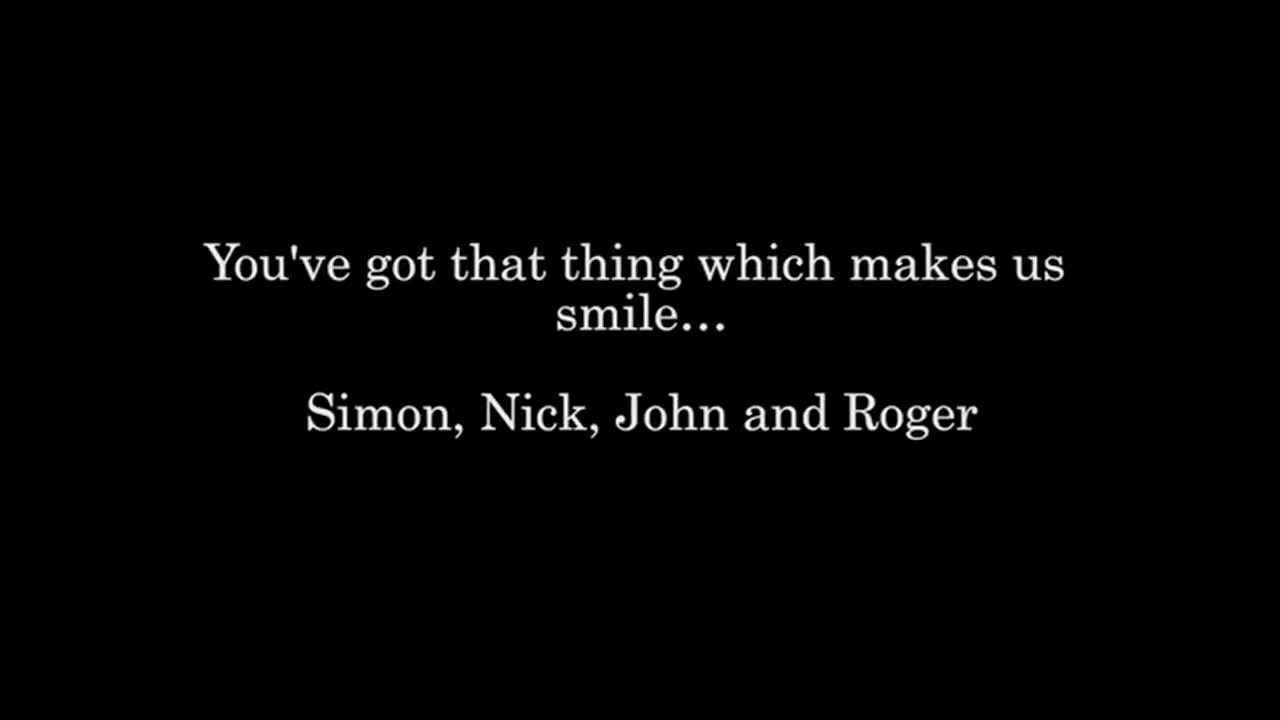 You've got that thing which makes us
smile...
Simon, Nick, John and Roger